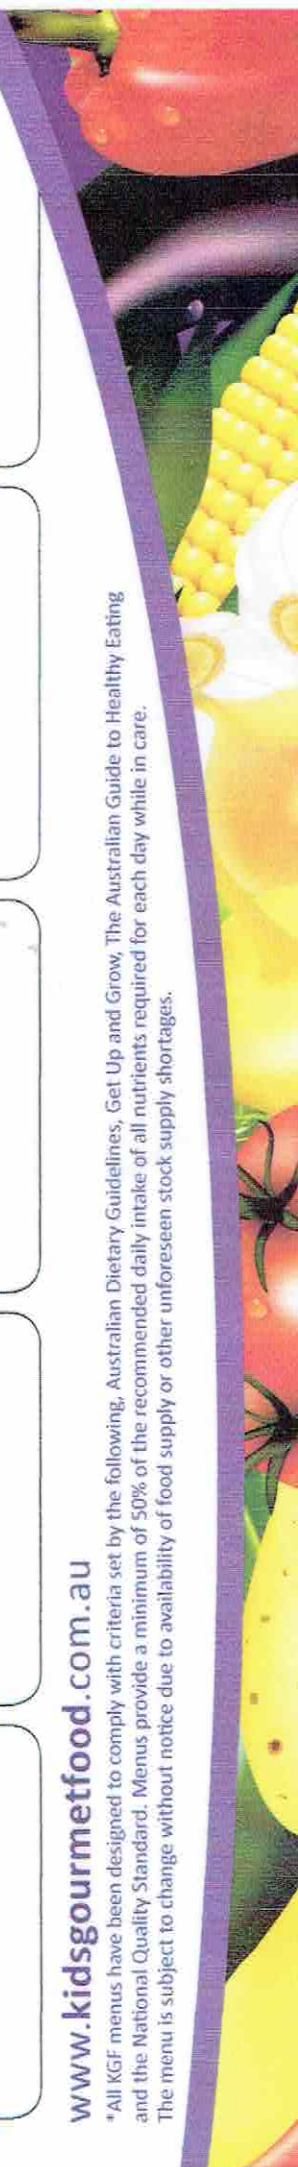 www.kidsgourmetfood.com.au
*All KGF menus have been designed to comply with criteria set by the following, Australian Dietary Guidelines, Get Up and Grow, The Australian Guide to Healthy Eating
and the National Quality Standard. Menus provide a minimum of 50% of the recommended daily intake of all nutrients required for each day while in care.
The menu is subject to change without notice due to availability of food supply or other unforeseen stock supply shortages.